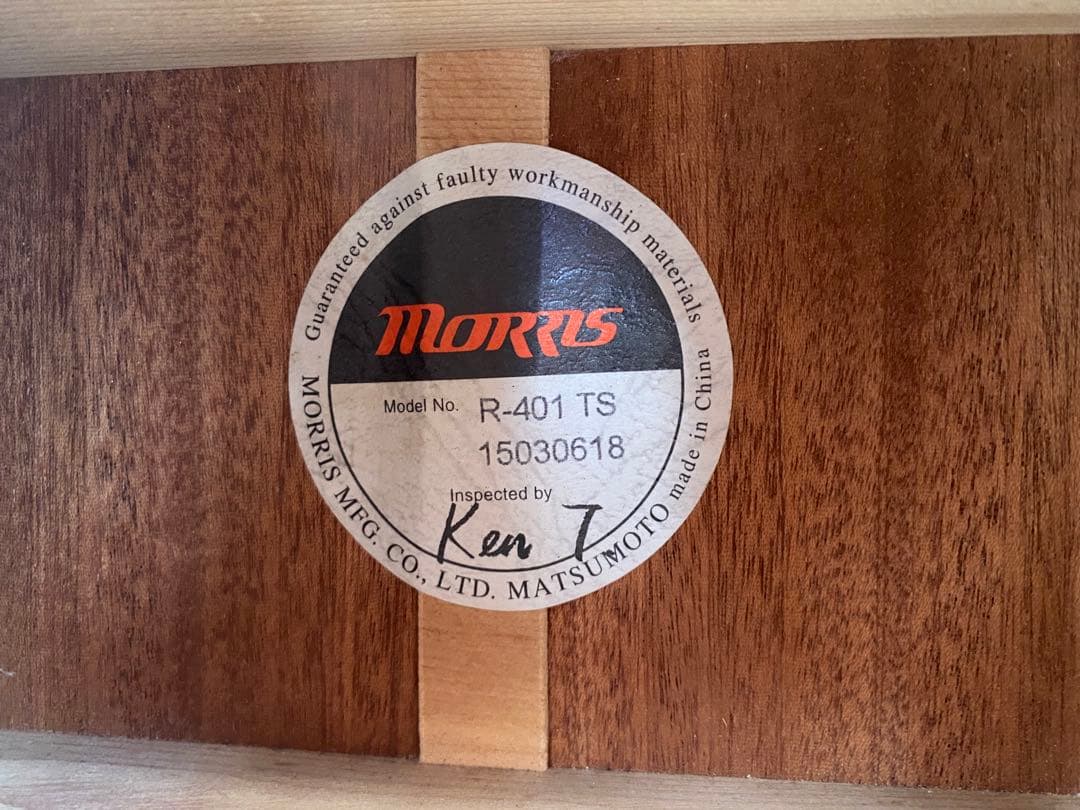 Guaranteed against faulty workmanship materials
MORRIS
Model No. R-401 TS
15030618
Inspected by
Ken T.
MORRIS MFG. CO., LTD. MATSUMOTO made in China